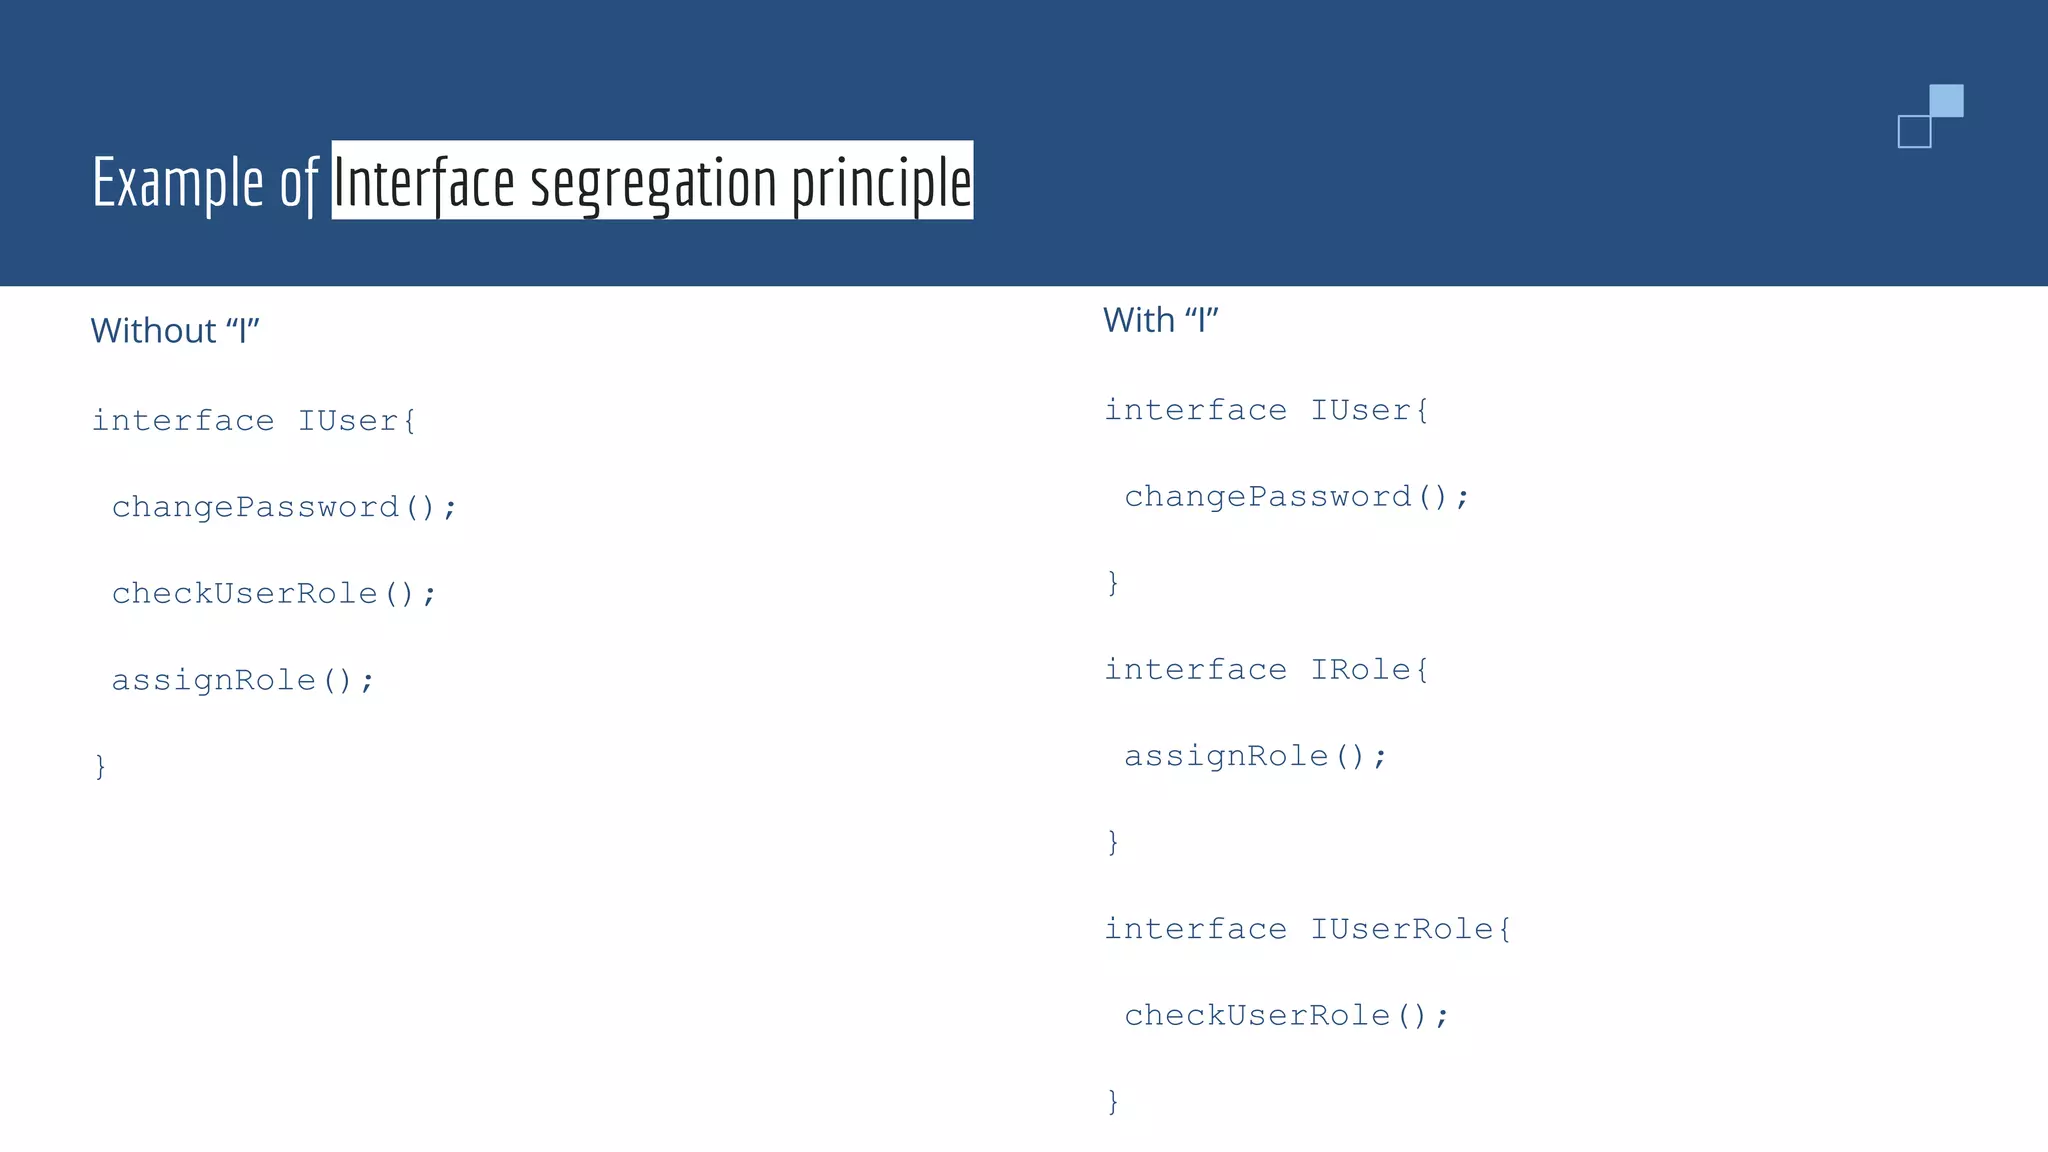 Example of Interface segregation principle
Without “I”
interface IUser{
changePassword();
checkUserRole();
assignRole();
}
With “I”
interface IUser{
changePassword();
}
interface IRole{
assignRole();
}
interface IUserRole{
checkUserRole();
}